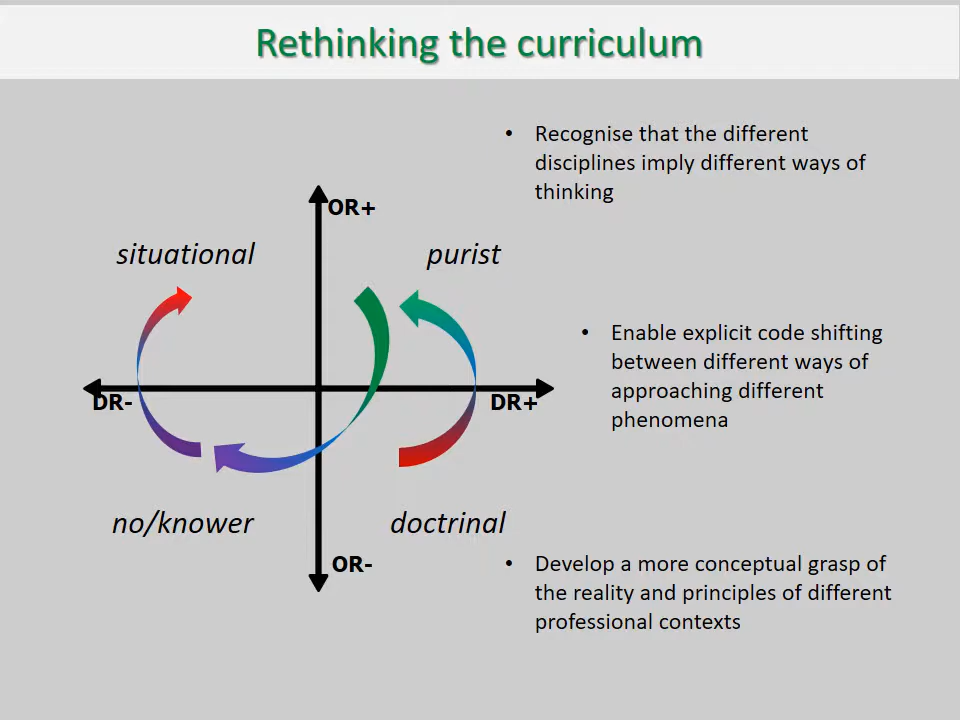 Rethinking the curriculum
• Recognise that the different
disciplines imply different ways of
thinking
OR+
situational
purist
• Enable explicit code shifting
between different ways of
approaching different
phenomena
DR-
DR+
no/knower
doctrinal
OR-
• Develop a more conceptual grasp of
the reality and principles of different
professional contexts